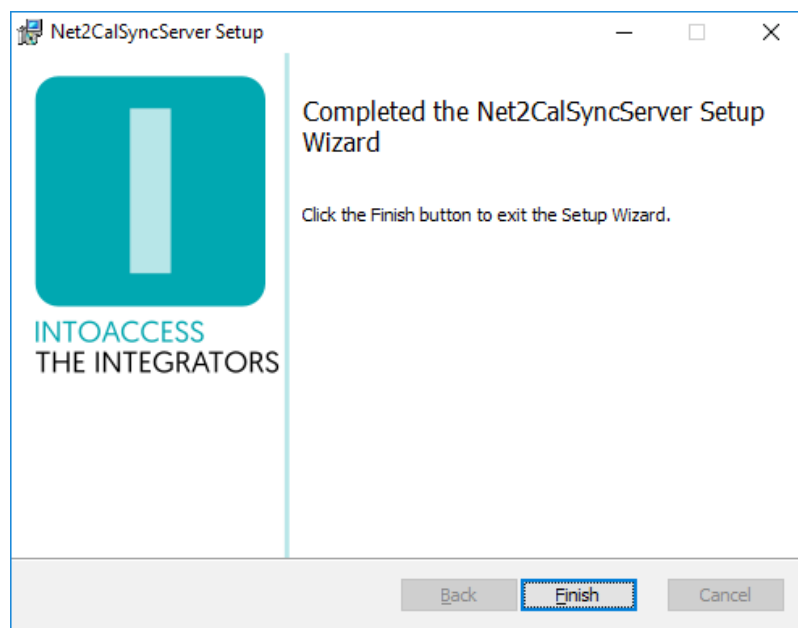 Net2CalSyncServer Setup
Completed the Net2CalSyncServer Setup
Wizard
Click the Finish button to exit the Setup Wizard.
INTOACCESS
THE INTEGRATORS
Back
Finish
Cancel